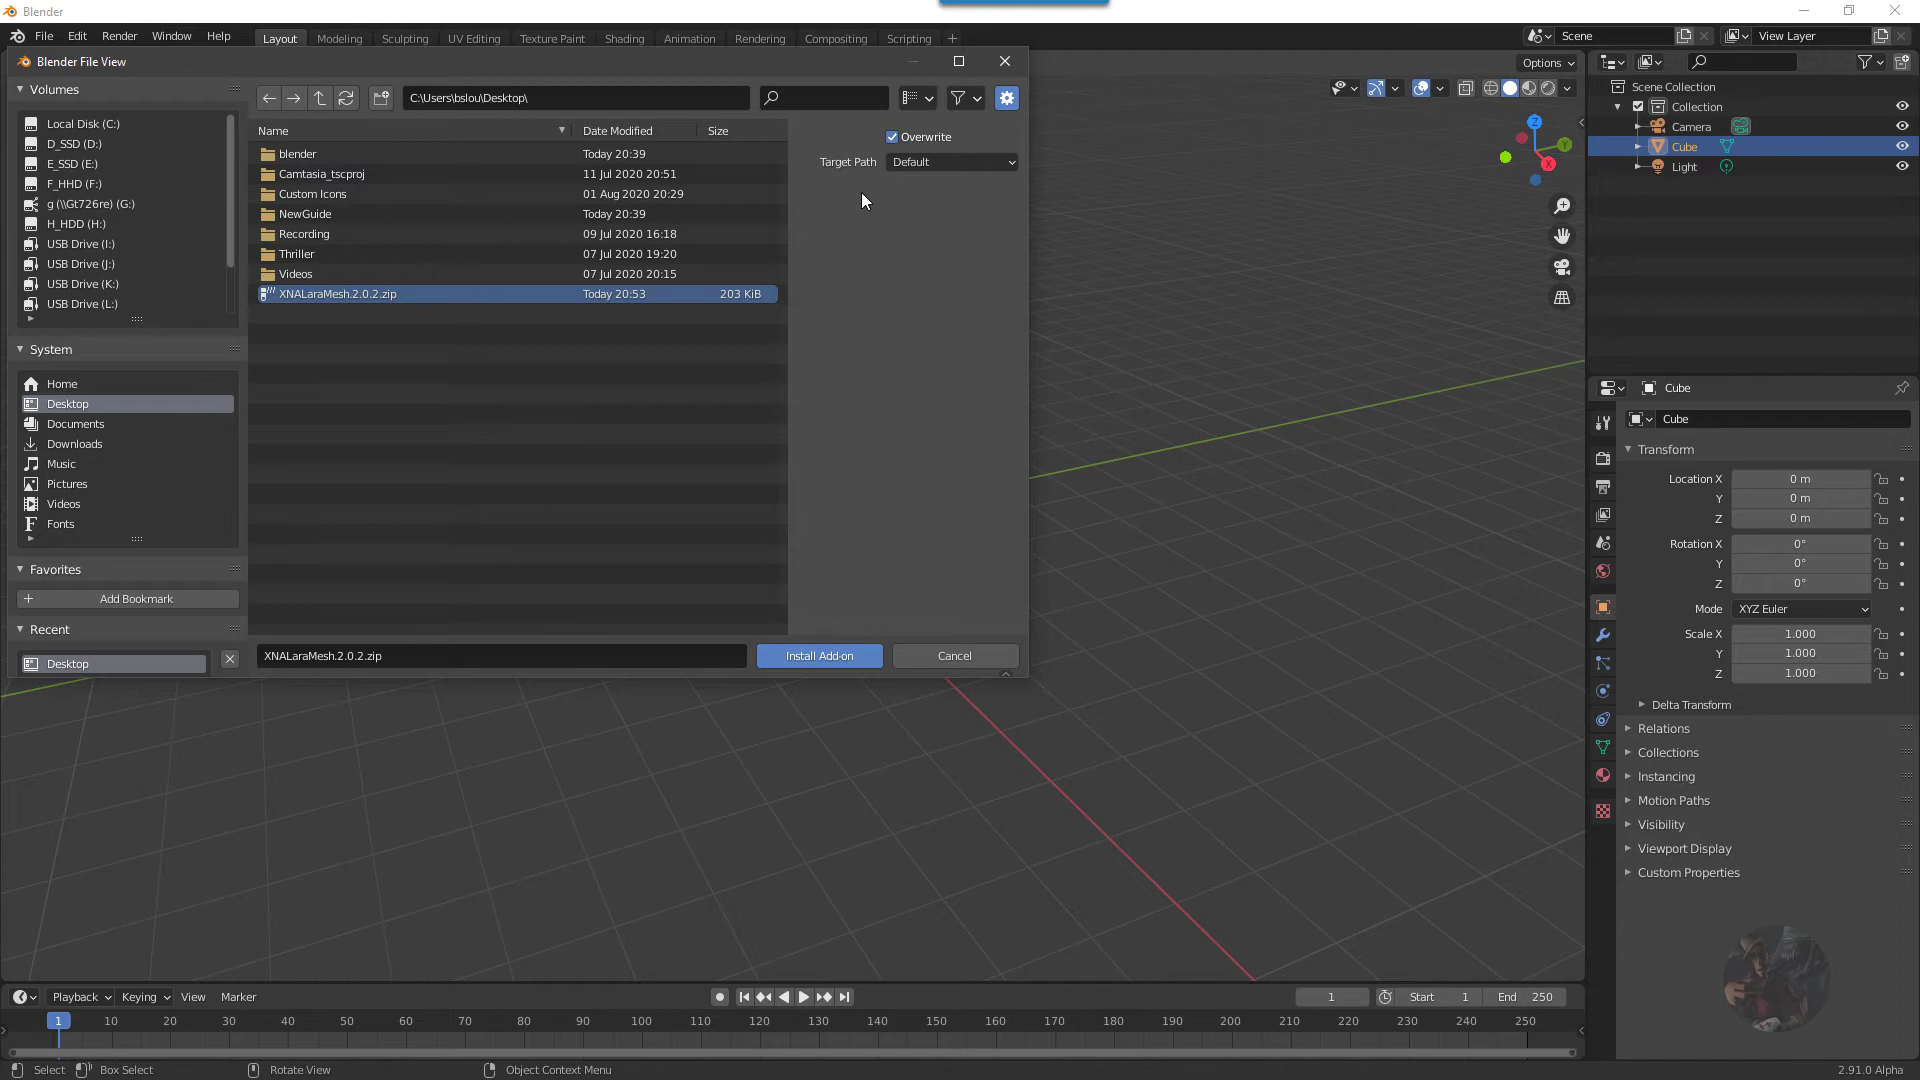 Blender
File Edit Render Window Help Layout Modeling Sculpting UV Editing Texture Paint Shading Animation Rendering Compositing Scripting + Scene View Layer
Blender File View
Options
Volumes
Local Disk (C:)
D_SSD (D:)
E_SSD (E:)
F_HHD (F:)
g (\\Gt726re) (G:)
H_HDD (H:)
USB Drive (I:)
USB Drive (J:)
USB Drive (K:)
USB Drive (L:)
System
Home
Desktop
Documents
Downloads
Music
Pictures
Videos
Fonts
Favorites
Add Bookmark
Recent
Desktop
C:\Users\bslou\Desktop\
Name Date Modified Size
blender Today 20:39
Camtasia_tscproj 11 Jul 2020 20:51
Custom Icons 01 Aug 2020 20:29
NewGuide Today 20:39
Recording 09 Jul 2020 16:18
Thriller 07 Jul 2020 19:20
Videos 07 Jul 2020 20:15
XNALaraMesh.2.0.2.zip Today 20:53 203 KiB
Overwrite
Target Path Default
XNALaraMesh.2.0.2.zip Install Add-on Cancel
Z
Y
X
Scene Collection
Collection
Camera
Cube
Light
Cube
Cube
Transform
Location X 0 m
Y 0 m
Z 0 m
Rotation X 0°
Y 0°
Z 0°
Mode XYZ Euler
Scale X 1.000
Y 1.000
Z 1.000
Delta Transform
Relations
Collections
Instancing
Motion Paths
Visibility
Viewport Display
Custom Properties
Playback Keying View Marker 1 Start 1 End 250
1 10 20 30 40 50 60 70 80 90 100 110 120 130 140 150 160 170 180 190 200 210 220 230 240 250
Select Box Select Rotate View Object Context Menu 2.91.0 Alpha